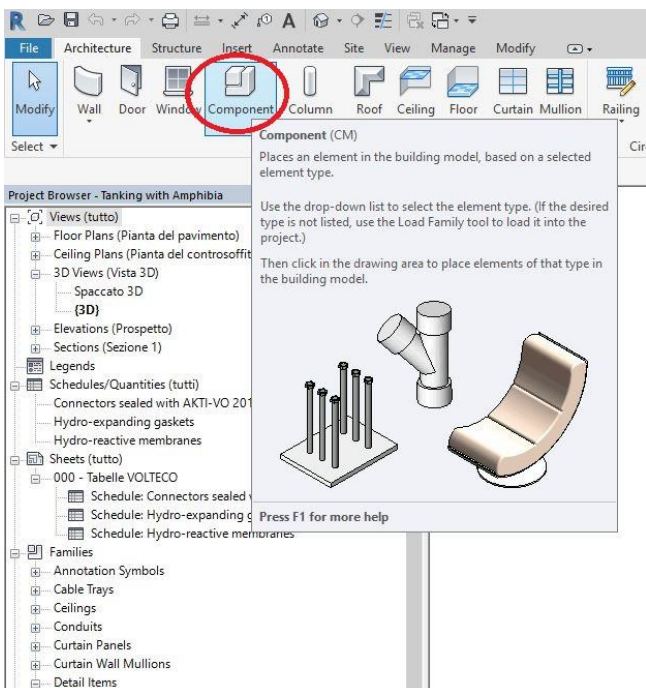 File Architecture Structure Insert Annotate Site View Manage Modify
Modify Wall Door Window Component Column Roof Ceiling Floor Curtain Mullion Railing
Select
Component (CM)
Places an element in the building model, based on a selected
element type.
Use the drop-down list to select the element type. (If the desired
type is not listed, use the Load Family tool to load it into the
project.)
Then click in the drawing area to place elements of that type in
the building model.
Press F1 for more help
Cir
Project Browser - Tanking with Amphibia
Views (tutto)
Floor Plans (Pianta del pavimento)
Ceiling Plans (Pianta del controsoffit
3D Views (Vista 3D)
Spaccato 3D
{3D}
Elevations (Prospetto)
Sections (Sezione 1)
Legends
Schedules/Quantities (tutti)
Connectors sealed with AKTI-VO 201
Hydro-expanding gaskets
Hydro-reactive membranes
Sheets (tutto)
000 - Tabelle VOLTECO
Schedule: Connectors sealed
Schedule: Hydro-expanding g
Schedule: Hydro-reactive membranes
Families
Annotation Symbols
Cable Trays
Ceilings
Conduits
Curtain Panels
Curtain Wall Mullions
Detail Items